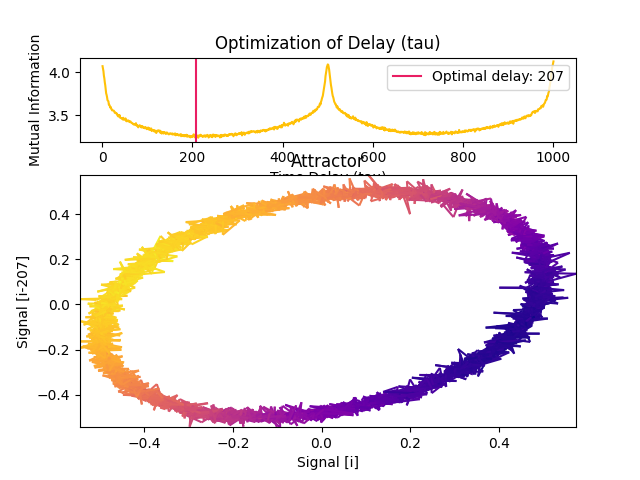 Optimization of Delay (tau)
Mutual Information
4.0
3.5
Optimal delay: 207
0 200 400 600 800 1000
Time Delay (tau)
Attractor
Signal [i-207]
0.4
0.2
0.0
−0.2
−0.4
−0.4 −0.2 0.0 0.2 0.4
Signal [i]